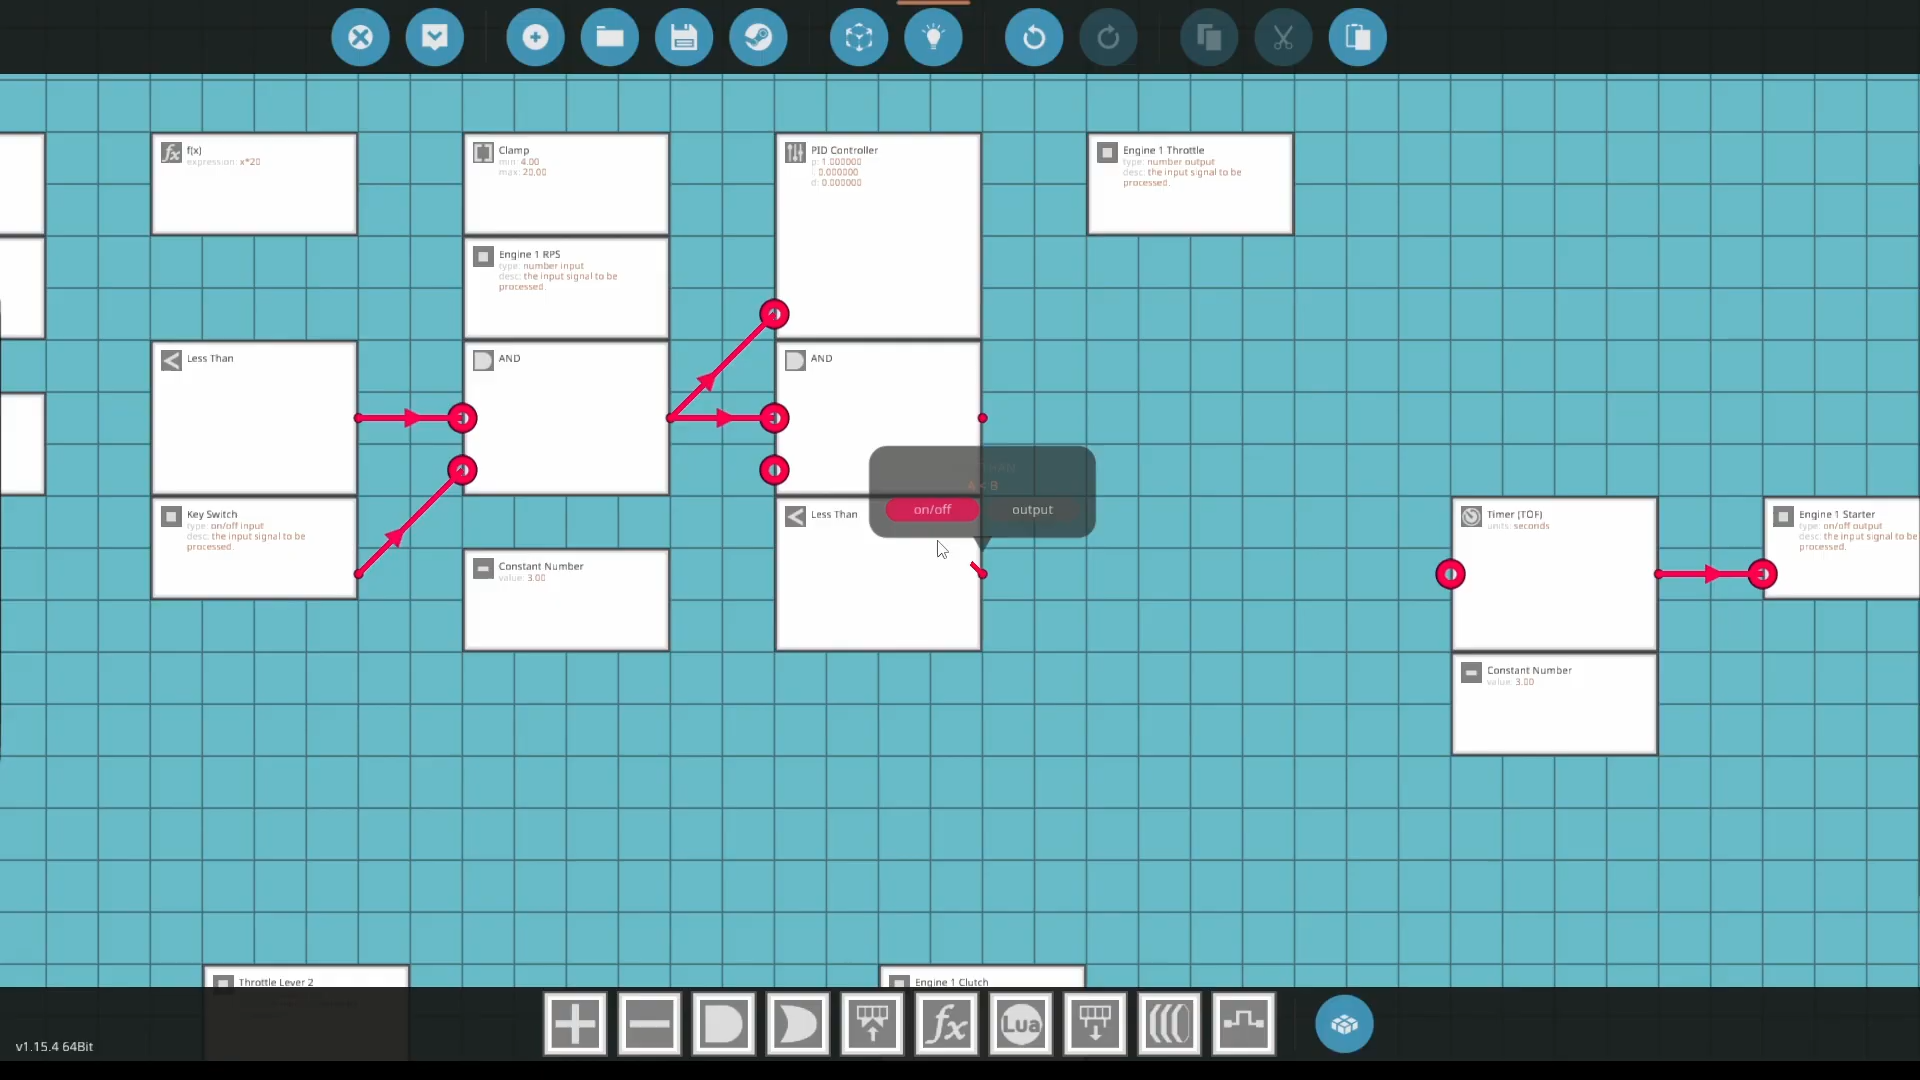 f(x)
expression: x*20
Clamp
min: 4.00
max: 20.00
PID Controller
p: 1.000000
i: 0.000000
d: 0.000000
Engine 1 Throttle
type: number output
desc: the input signal to be
processed.
Engine 1 RPS
type: number input
desc: the input signal to be
processed.
Less Than
AND
AND
A < B
on/off
output
Key Switch
type: on/off input
desc: the input signal to be
processed.
Constant Number
value: 3.00
Less Than
Timer (TOF)
units: seconds
Engine 1 Starter
type: on/off output
desc: the input signal to be
processed.
Constant Number
value: 3.00
Throttle Lever 2
Engine 1 Clutch
Lua
v1.15.4 64Bit